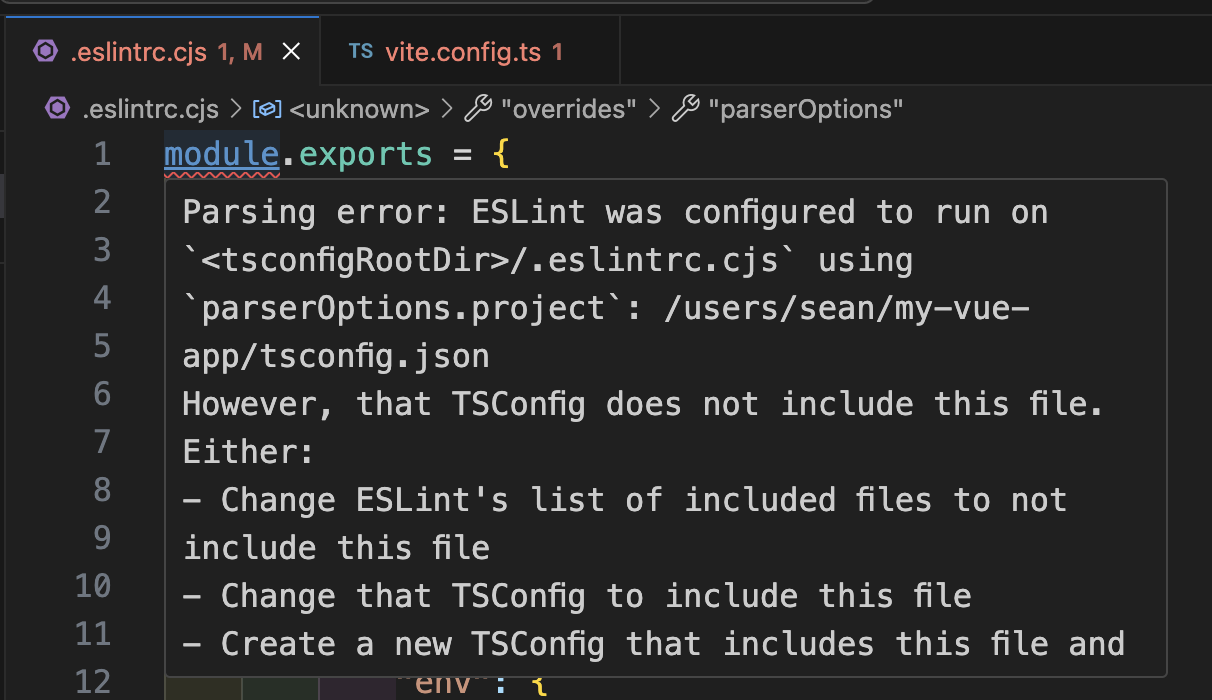 .eslintrc.cjs 1, M
TS vite.config.ts 1
.eslintrc.cjs > <unknown> > "overrides" > "parserOptions"
1 module.exports = {
2
3
4
5
6
7
8
9
10
11
12
Parsing error: ESLint was configured to run on
`<tsconfigRootDir>/.eslintrc.cjs` using
`parserOptions.project`: /users/sean/my-vue-
app/tsconfig.json
However, that TSConfig does not include this file.
Either:
- Change ESLint's list of included files to not
include this file
- Change that TSConfig to include this file
- Create a new TSConfig that includes this file and
"env": {